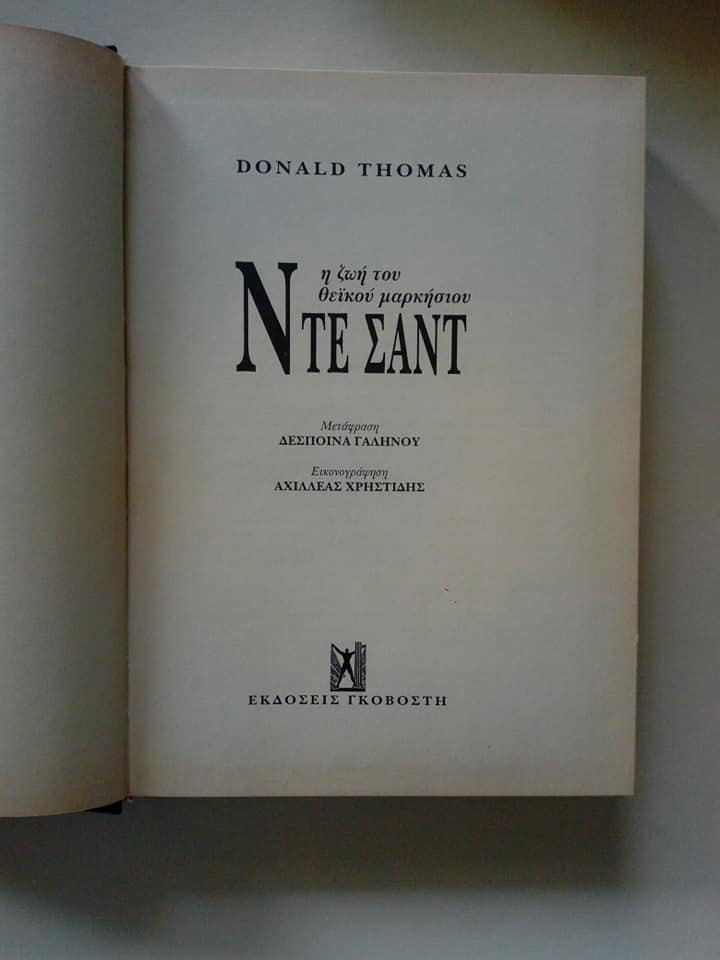 DONALD THOMAS
η ζωή του
θεϊκού μαρκήσιου
ΝΤΕ ΣΑΝΤ
Μετάφραση
ΔΕΣΠΟΙΝΑ ΓΑΛΗΝΟΥ
Εικονογράφηση
ΑΧΙΛΛΕΑΣ ΧΡΗΣΤΙΔΗΣ
ΕΚΔΟΣΕΙΣ ΓΚΟΒΟΣΤΗ